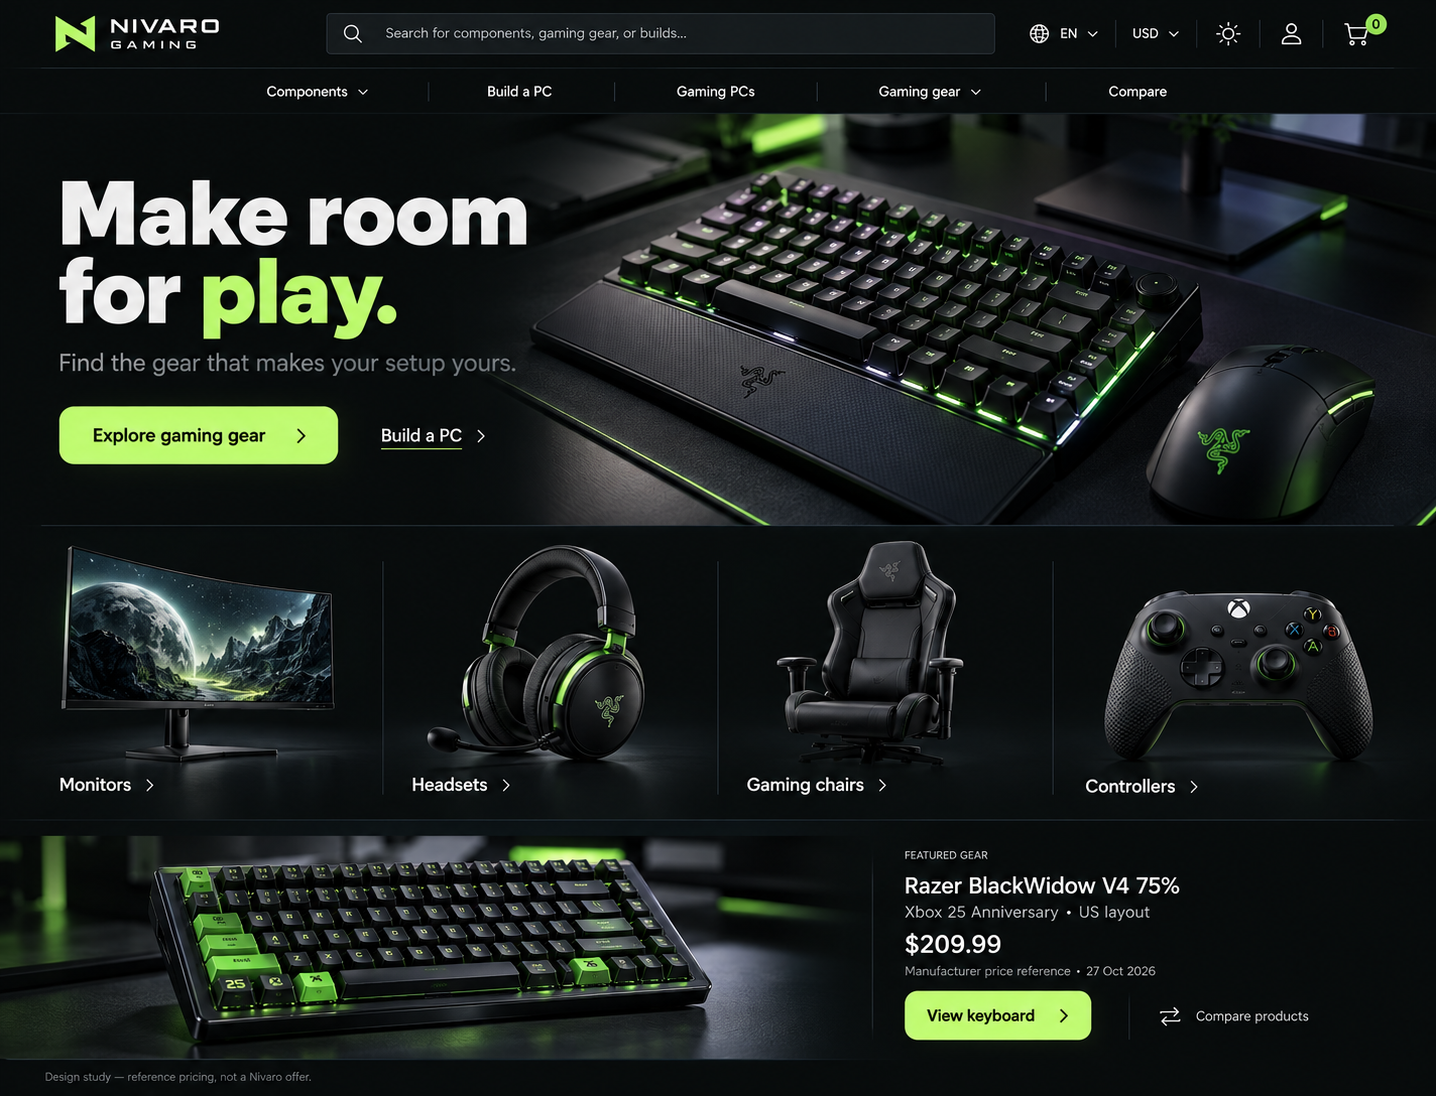 NIVARO
GAMING
Search for components, gaming gear, or builds...
EN
USD
0
Components
Build a PC
Gaming PCs
Gaming gear
Compare
Make room
for play.
Find the gear that makes your setup yours.
Explore gaming gear
Build a PC
Y
X
B
A
Monitors
Headsets
Gaming chairs
Controllers
25
FEATURED GEAR
Razer BlackWidow V4 75%
Xbox 25 Anniversary • US layout
$209.99
Manufacturer price reference • 27 Oct 2026
View keyboard
Compare products
Design study — reference pricing, not a Nivaro offer.